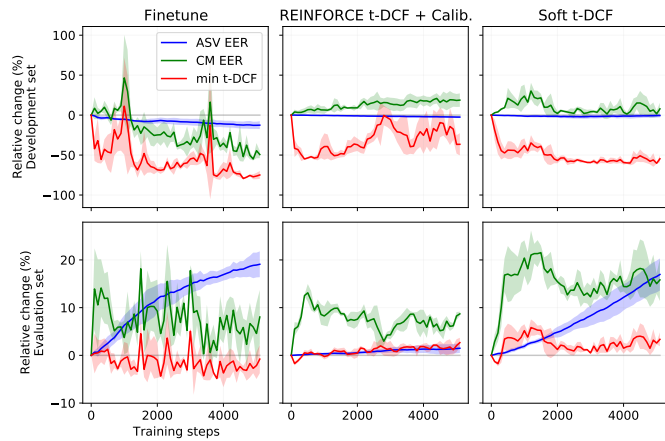 Finetune
REINFORCE t-DCF + Calib.
Soft t-DCF
ASV EER
CM EER
min t-DCF
Relative change (%)
Development set
100
50
0
−50
−100
Relative change (%)
Evaluation set
20
10
0
−10
0
2000
4000
0
2000
4000
0
2000
4000
Training steps